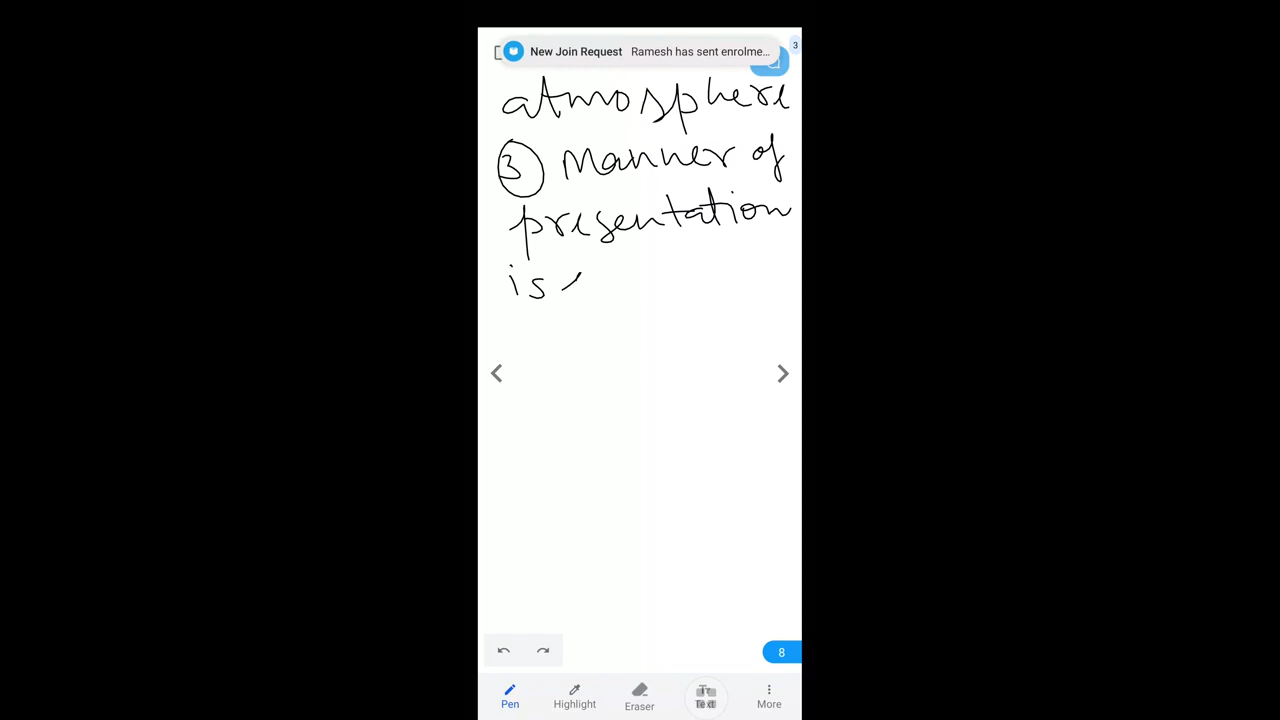 New Join Request Ramesh has sent enrolme...
3
atmosphere
③ Manner of
presentation
is
8
Pen Highlight Eraser Text More